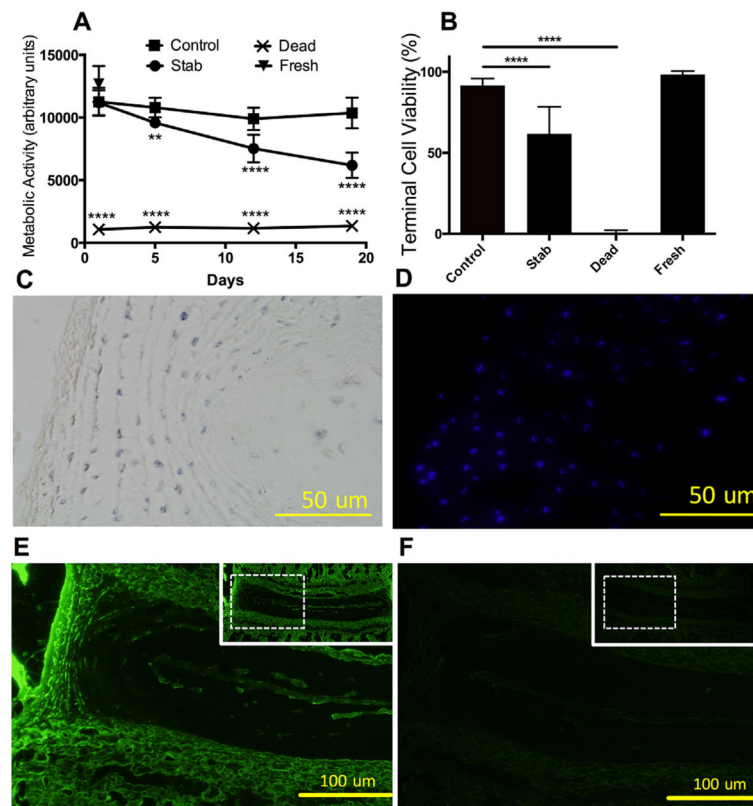 A
Control
Dead
Stab
Fresh
Metabolic Activity (arbitrary units)
15000
10000
5000
0
**
****
****
****
****
****
****
0
5
10
15
20
Days
B
Terminal Cell Viability (%)
100
50
0
****
****
Control
Stab
Dead
Fresh
C
50 um
D
50 um
E
100 um
F
100 um